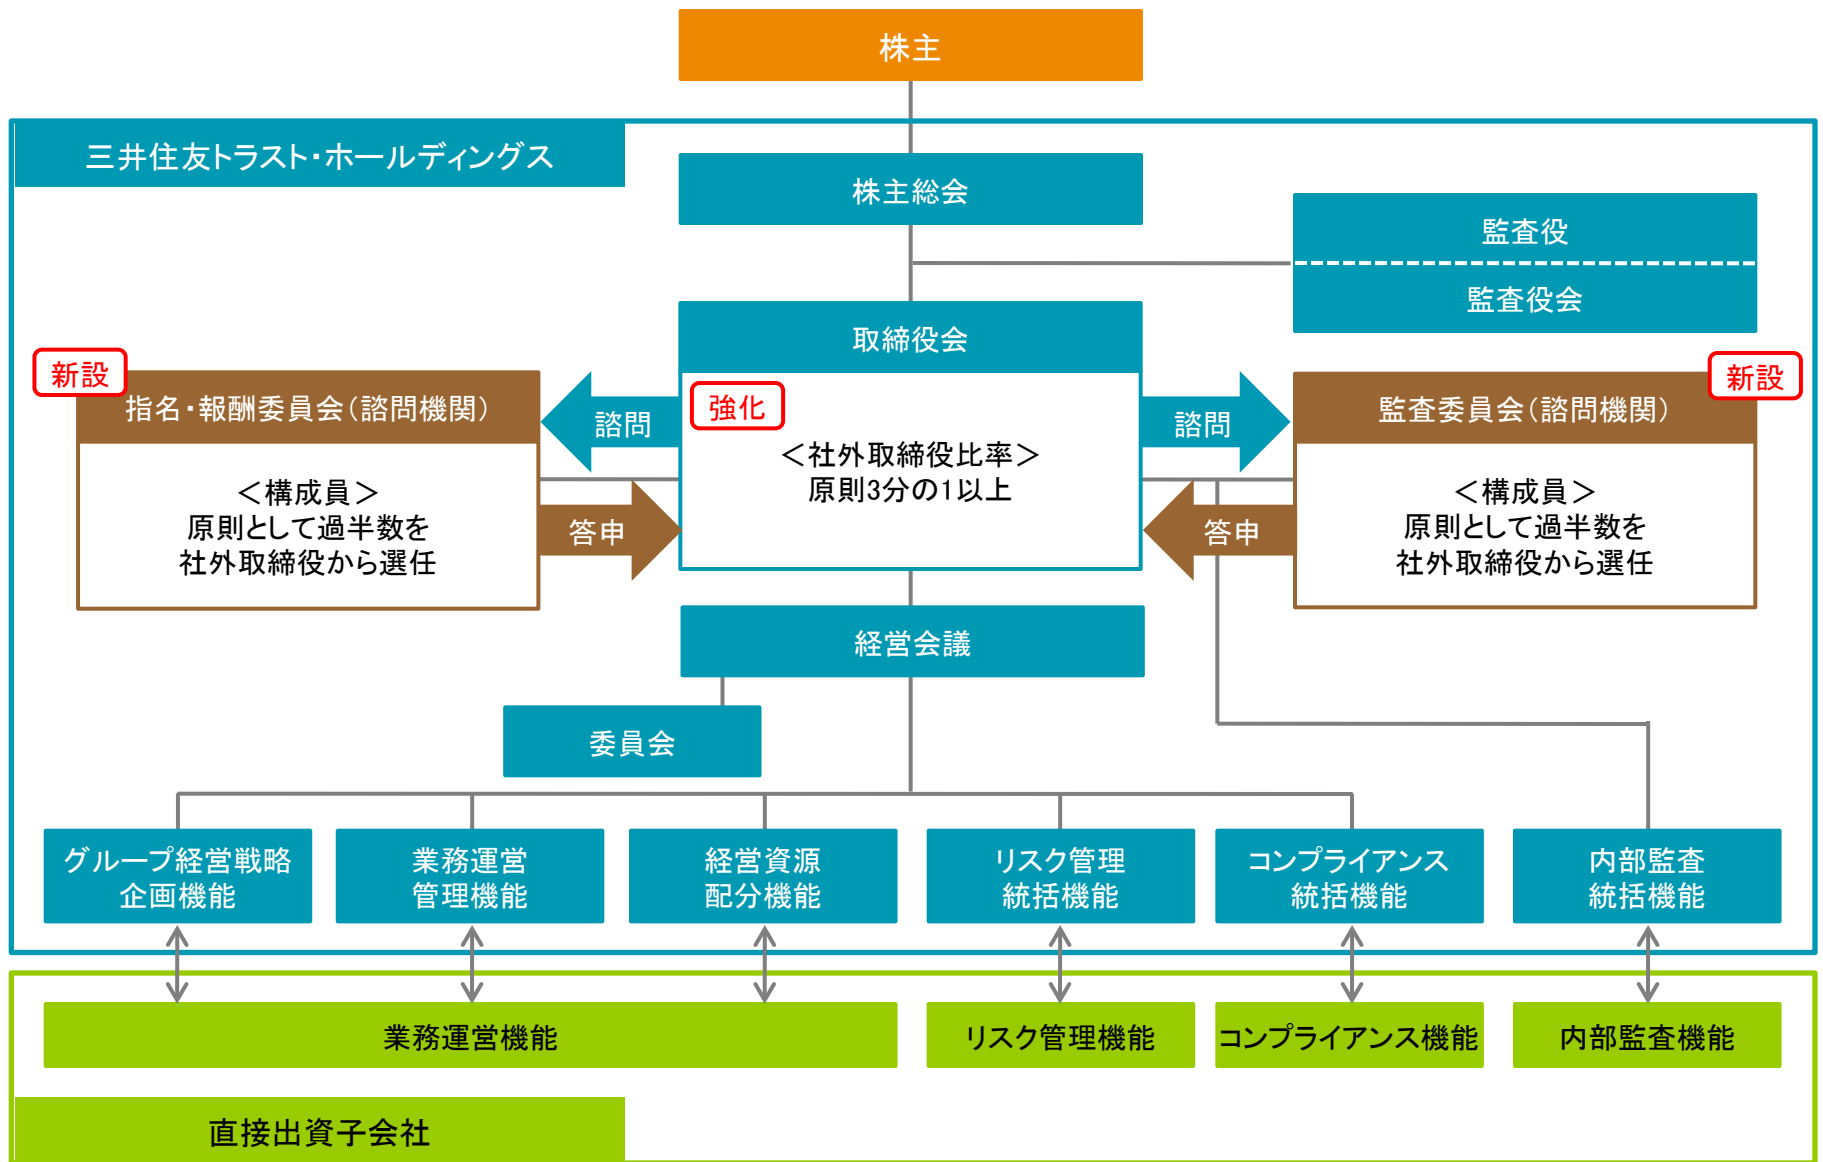 株主
三井住友トラスト・ホールディングス
株主総会
監査役
監査役会
取締役会
新設
指名・報酬委員会（諮問機関）
諮問
強化
諮問
新設
監査委員会（諮問機関）
＜社外取締役比率＞
原則3分の1以上
＜構成員＞
原則として過半数を
社外取締役から選任
答申
答申
＜構成員＞
原則として過半数を
社外取締役から選任
経営会議
委員会
グループ経営戦略
企画機能
業務運営
管理機能
経営資源
配分機能
リスク管理
統括機能
コンプライアンス
統括機能
内部監査
統括機能
業務運営機能
リスク管理機能
コンプライアンス機能
内部監査機能
直接出資子会社